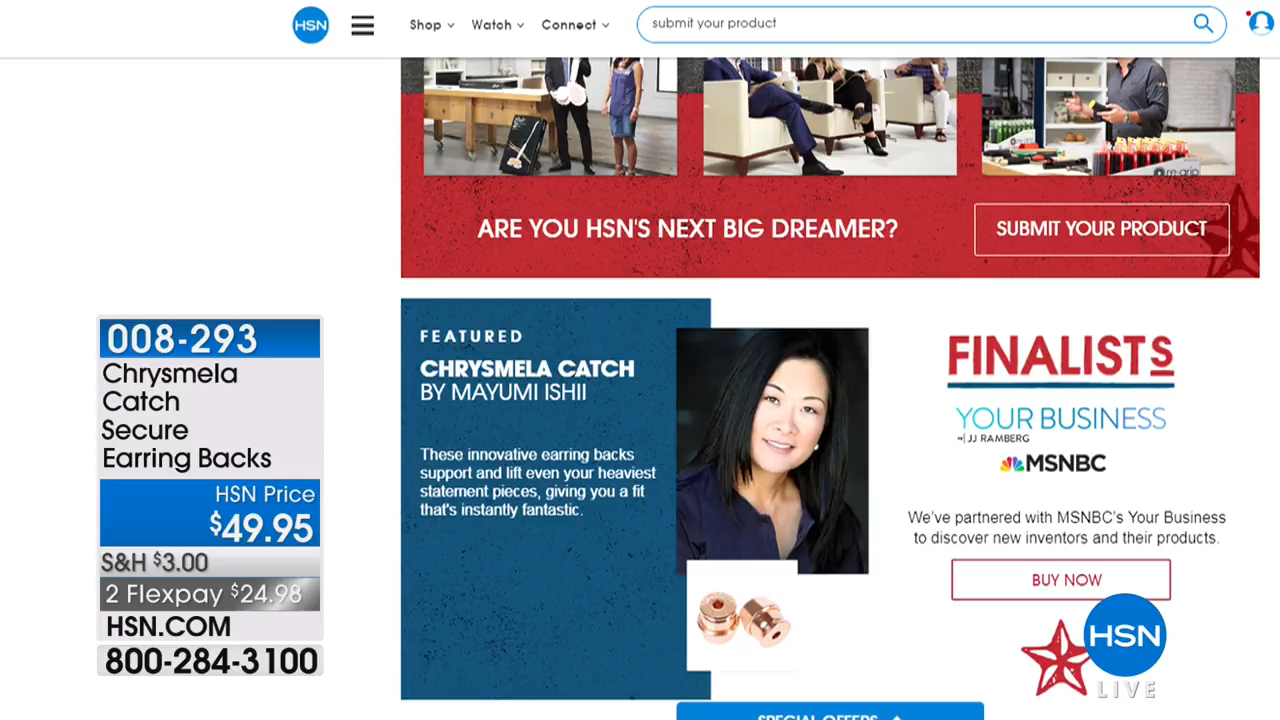 HSN
Shop
Watch
Connect
submit your product
re-grip
ARE YOU HSN'S NEXT BIG DREAMER?
SUBMIT YOUR PRODUCT
008-293
Chrysmela
Catch
Secure
Earring Backs
HSN Price
$49.95
S&H $3.00
2 Flexpay $24.98
HSN.COM
800-284-3100
FEATURED
CHRYSMELA CATCH
BY MAYUMI ISHII
These innovative earring backs
support and lift even your heaviest
statement pieces, giving you a fit
that's instantly fantastic.
FINALISTS
YOUR BUSINESS
w| JJ RAMBERG
MSNBC
We've partnered with MSNBC's Your Business
to discover new inventors and their products.
BUY NOW
HSN
LIVE
SPECIAL OFFERS